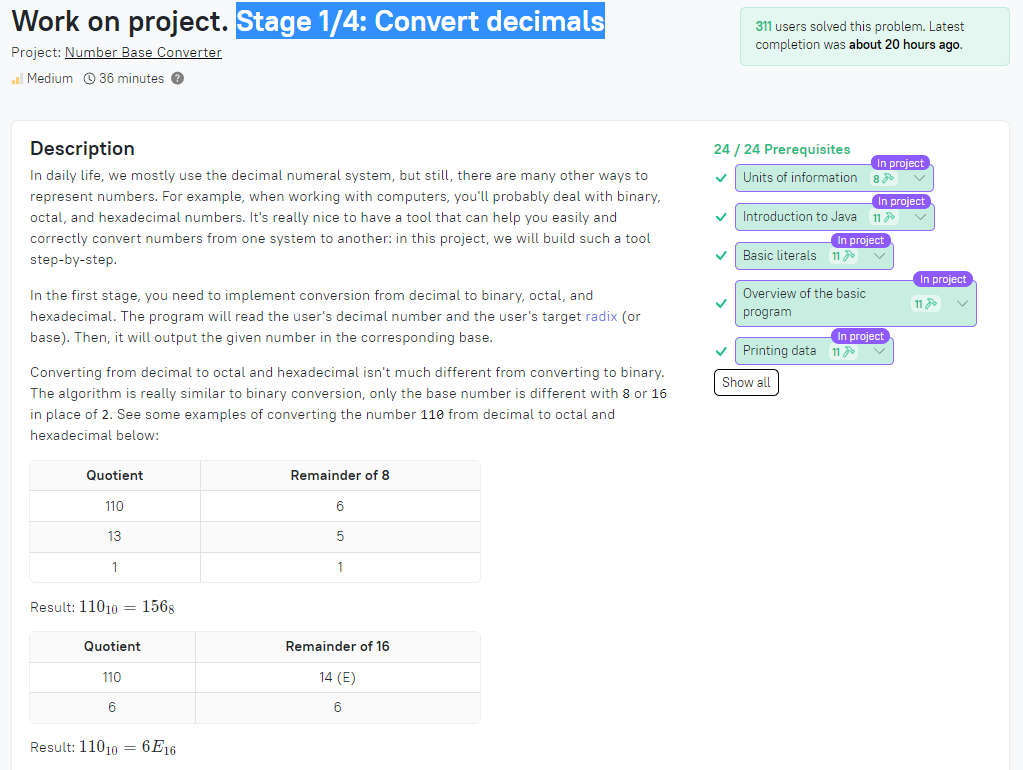 Work on project. Stage 1/4: Convert decimals
Project: Number Base Converter
Medium 36 minutes ?
311 users solved this problem. Latest
completion was about 20 hours ago.
Description
In daily life, we mostly use the decimal numeral system, but still, there are many other ways to
represent numbers. For example, when working with computers, you'll probably deal with binary,
octal, and hexadecimal numbers. It's really nice to have a tool that can help you easily and
correctly convert numbers from one system to another: in this project, we will build such a tool
step-by-step.
In the first stage, you need to implement conversion from decimal to binary, octal, and
hexadecimal. The program will read the user's decimal number and the user's target radix (or
base). Then, it will output the given number in the corresponding base.
Converting from decimal to octal and hexadecimal isn't much different from converting to binary.
The algorithm is really similar to binary conversion, only the base number is different with 8 or 16
in place of 2. See some examples of converting the number 110 from decimal to octal and
hexadecimal below:
Quotient Remainder of 8
110 6
13 5
1 1
Result: 110₁₀ = 156₈
Quotient Remainder of 16
110 14 (E)
6 6
Result: 110₁₀ = 6E₁₆
24 / 24 Prerequisites
In project
Units of information 8
In project
Introduction to Java 11
In project
Basic literals 11
In project
Overview of the basic
program 11
In project
Printing data 11
Show all